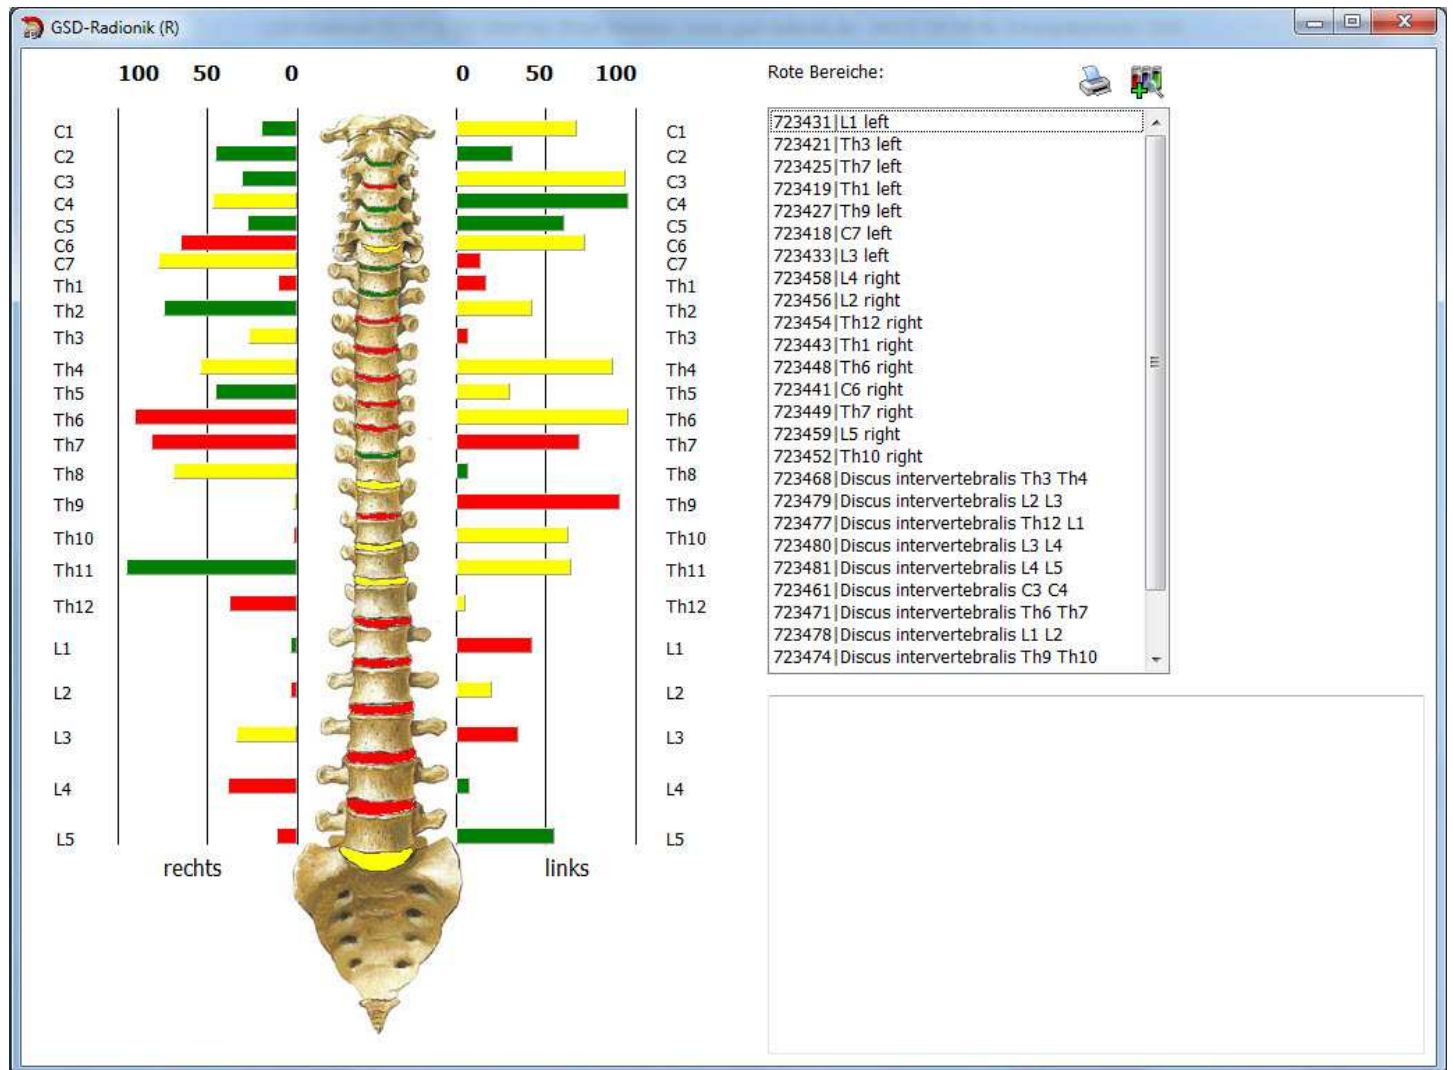 GSD-Radionik (R)
100 50 0
0 50 100
C1
C2
C3
C4
C5
C6
C7
Th1
Th2
Th3
Th4
Th5
Th6
Th7
Th8
Th9
Th10
Th11
Th12
L1
L2
L3
L4
L5
rechts
C1
C2
C3
C4
C5
C6
C7
Th1
Th2
Th3
Th4
Th5
Th6
Th7
Th8
Th9
Th10
Th11
Th12
L1
L2
L3
L4
L5
links
Rote Bereiche:
723431|L1 left
723421|Th3 left
723425|Th7 left
723419|Th1 left
723427|Th9 left
723418|C7 left
723433|L3 left
723458|L4 right
723456|L2 right
723454|Th12 right
723443|Th1 right
723448|Th6 right
723441|C6 right
723449|Th7 right
723459|L5 right
723452|Th10 right
723468|Discus intervertebralis Th3 Th4
723479|Discus intervertebralis L2 L3
723477|Discus intervertebralis Th12 L1
723480|Discus intervertebralis L3 L4
723481|Discus intervertebralis L4 L5
723461|Discus intervertebralis C3 C4
723471|Discus intervertebralis Th6 Th7
723478|Discus intervertebralis L1 L2
723474|Discus intervertebralis Th9 Th10